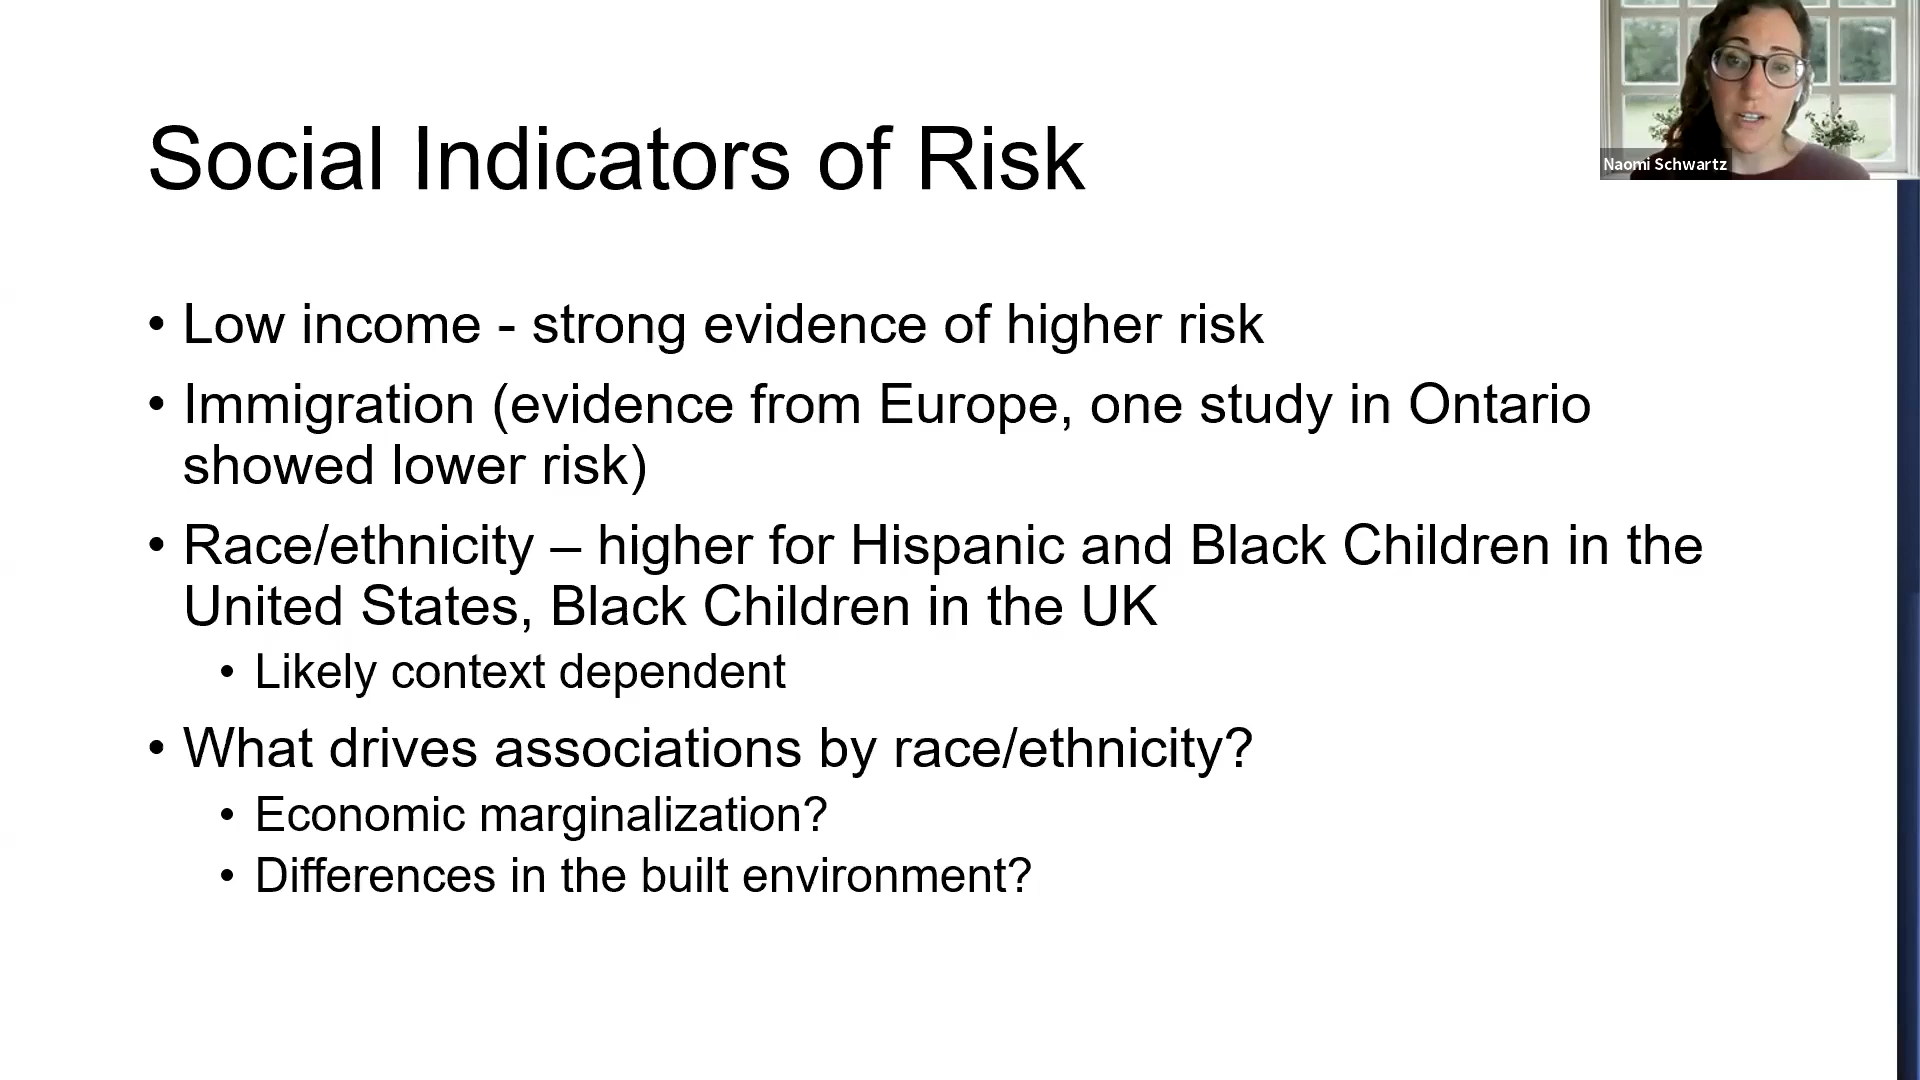 Naomi Schwartz
Social Indicators of Risk
• Low income - strong evidence of higher risk
• Immigration (evidence from Europe, one study in Ontario
showed lower risk)
• Race/ethnicity – higher for Hispanic and Black Children in the
United States, Black Children in the UK
• Likely context dependent
• What drives associations by race/ethnicity?
• Economic marginalization?
• Differences in the built environment?